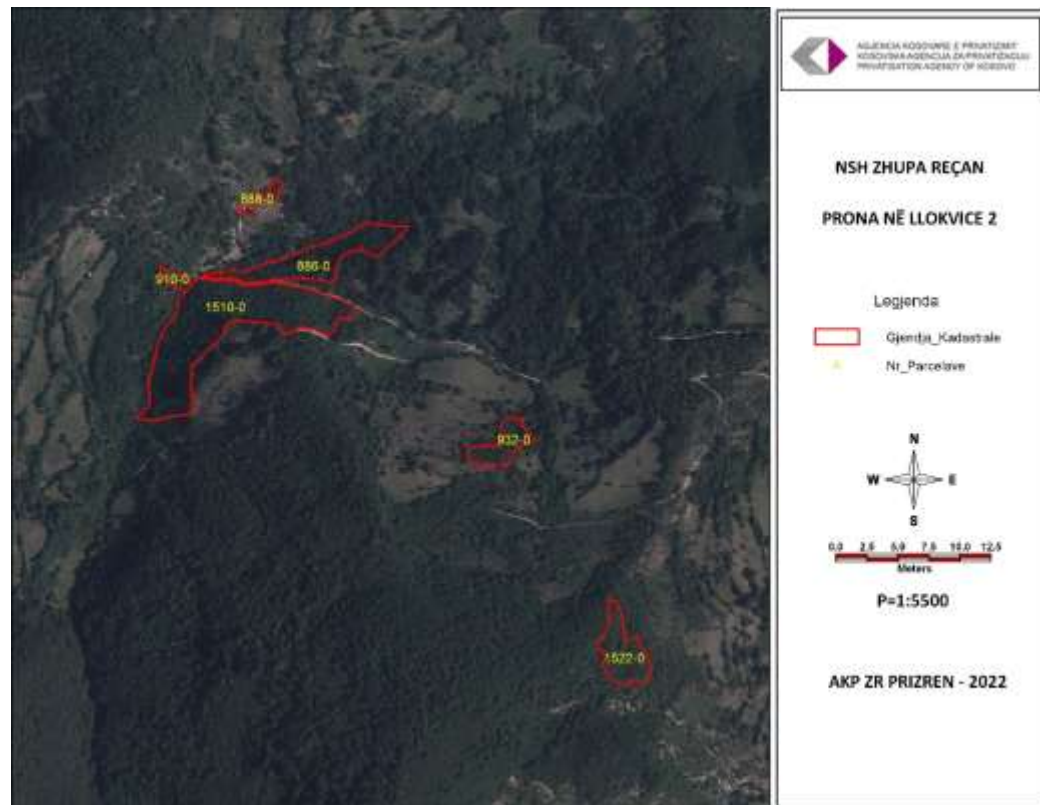 888-0
886-0
910-0
1510-0
932-0
1522-0
AGJENCIA KOSOVARE E PRIVATIZIMIT
KOSOVSKA AGENCIJA ZA PRIVATIZACIJU
PRIVATISATION AGENCY OF KOSOVO
NSH ZHUPA REÇAN
PRONA NË LLOKVICE 2
Legjenda
Gjendja_Kadastrale
Nr_Parcelave
N
W E
S
0,0 2,5 5,0 7,5 10,0 12,5
Meters
P=1:5500
AKP ZR PRIZREN - 2022